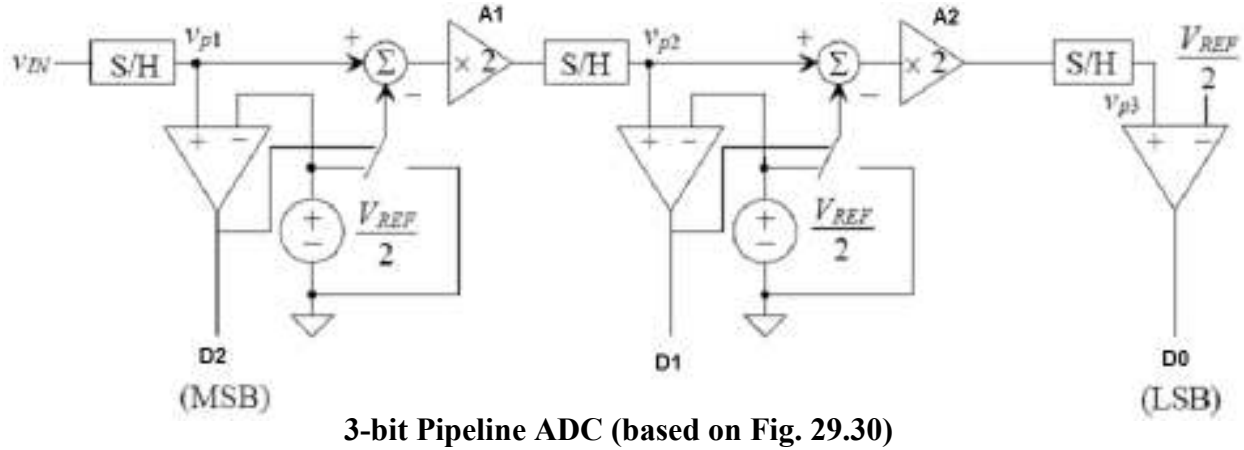 A1
A2
v_IN
S/H
v_p1
+
Σ
−
× 2
S/H
v_p2
+
Σ
−
× 2
S/H
v_p3
V_REF
2
+ −
+ −
+ −
+
−
V_REF
2
+
−
V_REF
2
D2
(MSB)
D1
D0
(LSB)
3-bit Pipeline ADC (based on Fig. 29.30)